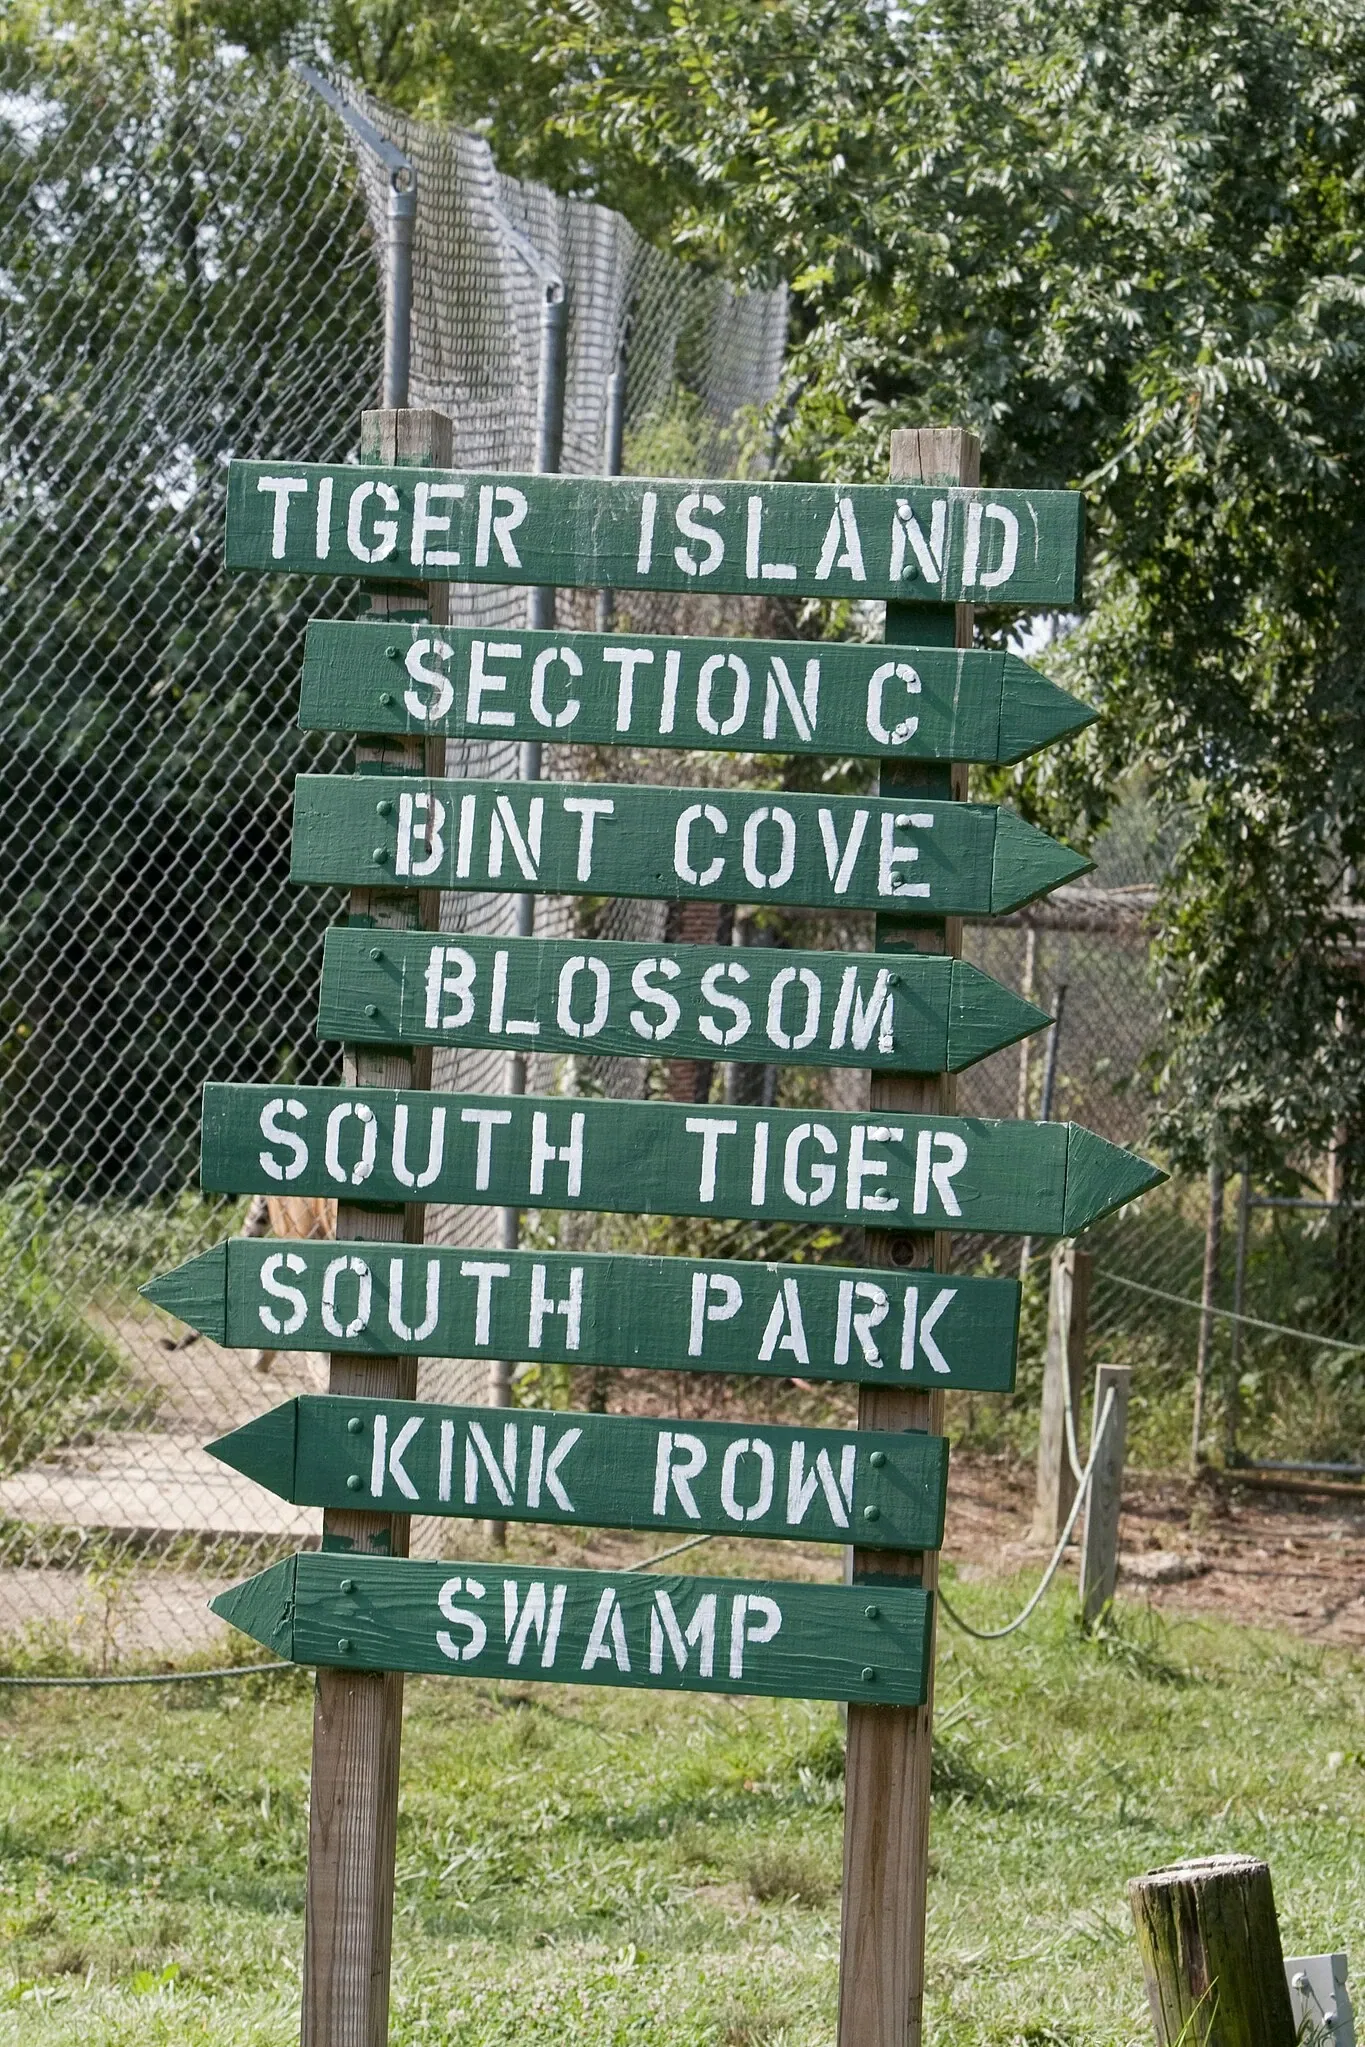 TIGER ISLAND
SECTION C
BINT COVE
BLOSSOM
SOUTH TIGER
SOUTH PARK
KINK ROW
SWAMP